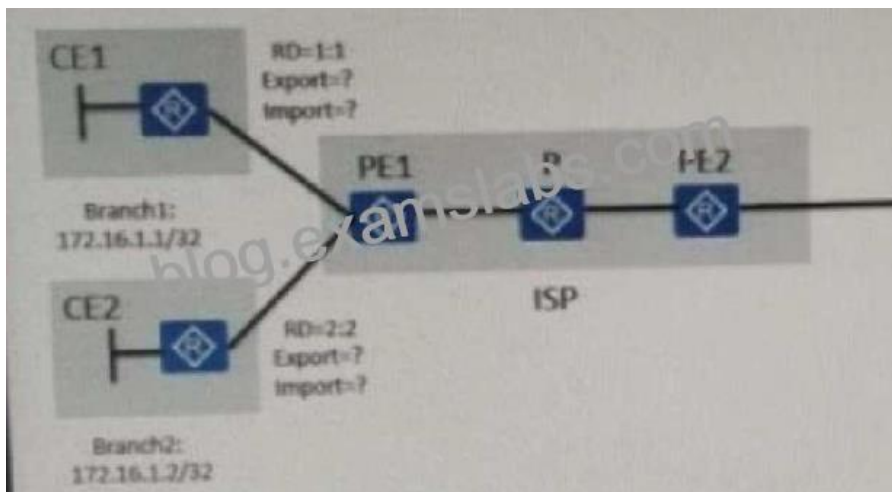 CE1
RD=1:1
Export=?
Import=?
Branch1:
172.16.1.1/32
PE1
P
PE2
ISP
CE2
RD=2:2
Export=?
Import=?
Branch2:
172.16.1.2/32
blog.examslabs.com